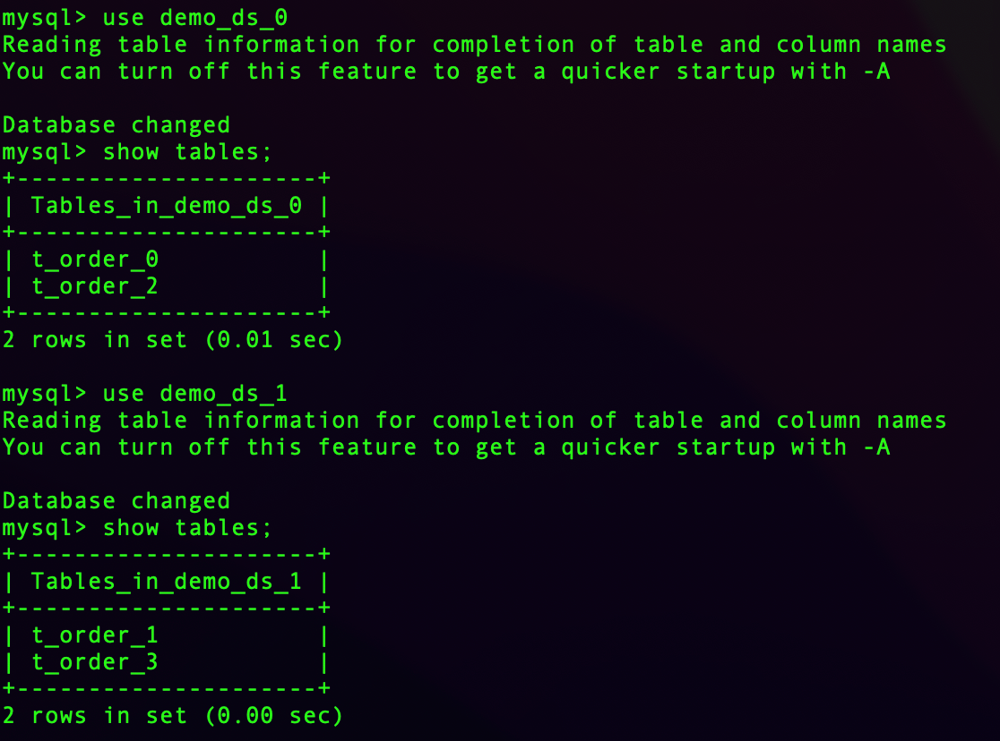 mysql> use demo_ds_0
Reading table information for completion of table and column names
You can turn off this feature to get a quicker startup with -A

Database changed
mysql> show tables;
+---------------------+
| Tables_in_demo_ds_0 |
+---------------------+
| t_order_0           |
| t_order_2           |
+---------------------+
2 rows in set (0.01 sec)

mysql> use demo_ds_1
Reading table information for completion of table and column names
You can turn off this feature to get a quicker startup with -A

Database changed
mysql> show tables;
+---------------------+
| Tables_in_demo_ds_1 |
+---------------------+
| t_order_1           |
| t_order_3           |
+---------------------+
2 rows in set (0.00 sec)